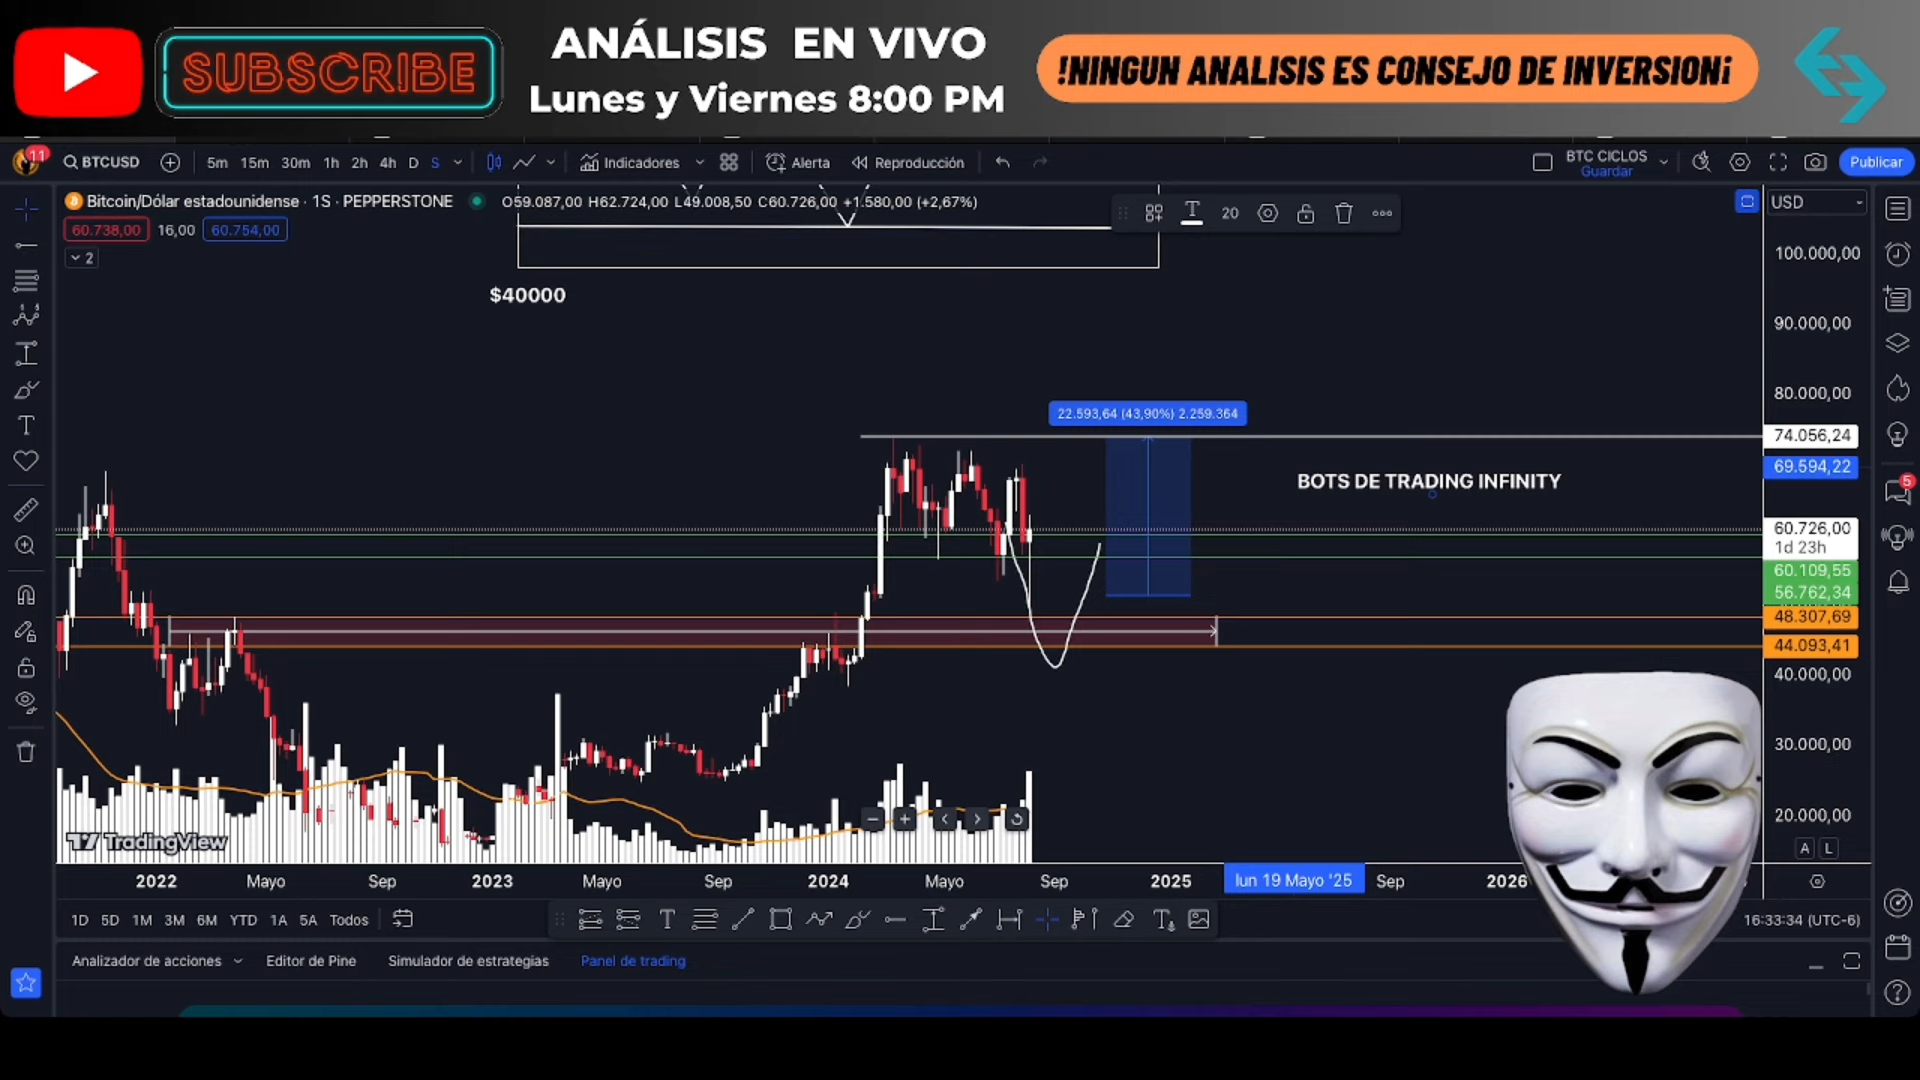 SUBSCRIBE
ANÁLISIS EN VIVO
Lunes y Viernes 8:00 PM
!NINGUN ANALISIS ES CONSEJO DE INVERSION¡
11
BTCUSD
5m 15m 30m 1h 2h 4h D S
Indicadores
Alerta
Reproducción
BTC CICLOS
Guardar
Publicar
Bitcoin/Dólar estadounidense · 1S · PEPPERSTONE
O59.087,00 H62.724,00 L49.008,50 C60.726,00 +1.580,00 (+2,67%)
20
USD
60.738,00 16,00 60.754,00
2
$40000
100.000,00
90.000,00
80.000,00
22.593,64 (43,90%) 2.259.364
74.056,24
69.594,22
BOTS DE TRADING INFINITY
5
60.726,00
1d 23h
60.109,55
56.762,34
48.307,69
44.093,41
40.000,00
30.000,00
20.000,00
TradingView
A L
2022 Mayo Sep 2023 Mayo Sep 2024 Mayo Sep 2025 lun 19 Mayo '25 Sep 2026
1D 5D 1M 3M 6M YTD 1A 5A Todos
16:33:34 (UTC-6)
Analizador de acciones Editor de Pine Simulador de estrategias Panel de trading